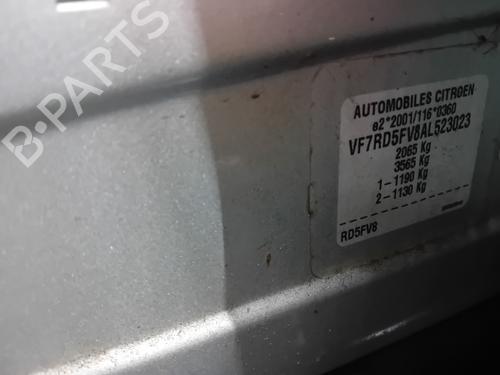 B-PARTS
AUTOMOBILES CITROEN
e2*2001/116*0360
VF7RD5FV8AL523023
2065 Kg
3565 Kg
1-1190 Kg
2-1130 Kg
RD5FV8